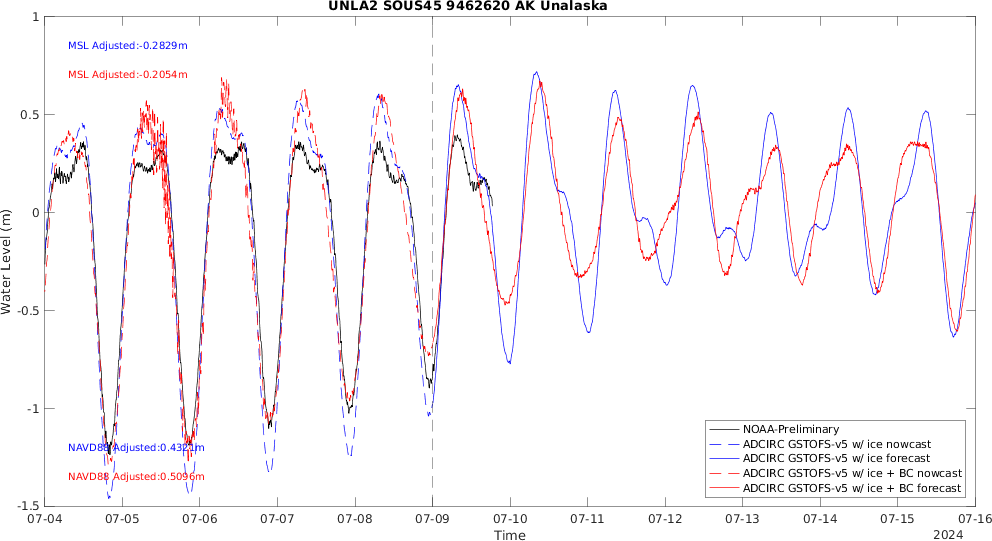 UNLA2 SOUS45 9462620 AK Unalaska
MSL Adjusted:-0.2829m
MSL Adjusted:-0.2054m
NAVD88 Adjusted:0.4321m
NAVD88 Adjusted:0.5096m
Water Level (m)
1
0.5
0
-0.5
-1
-1.5
NOAA-Preliminary
ADCIRC GSTOFS-v5 w/ ice nowcast
ADCIRC GSTOFS-v5 w/ ice forecast
ADCIRC GSTOFS-v5 w/ ice + BC nowcast
ADCIRC GSTOFS-v5 w/ ice + BC forecast
07-04 07-05 07-06 07-07 07-08 07-09 07-10 07-11 07-12 07-13 07-14 07-15 07-16
Time
2024